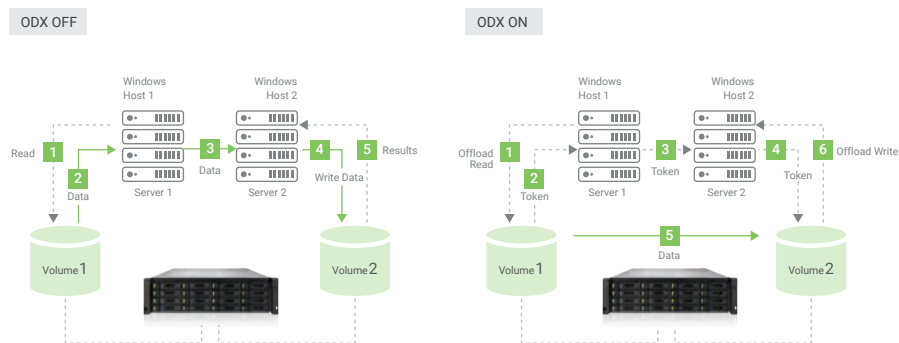 ODX OFF
Windows
Host 1
Windows
Host 2
Read
1
2
Data
3
Data
4
Write Data
5
Results
Server 1
Server 2
Volume1
Volume2
ODX ON
Windows
Host 1
Windows
Host 2
Offload
Read
1
2
Token
3
Token
4
Token
6
Offload Write
Server 1
Server 2
5
Data
Volume1
Volume2